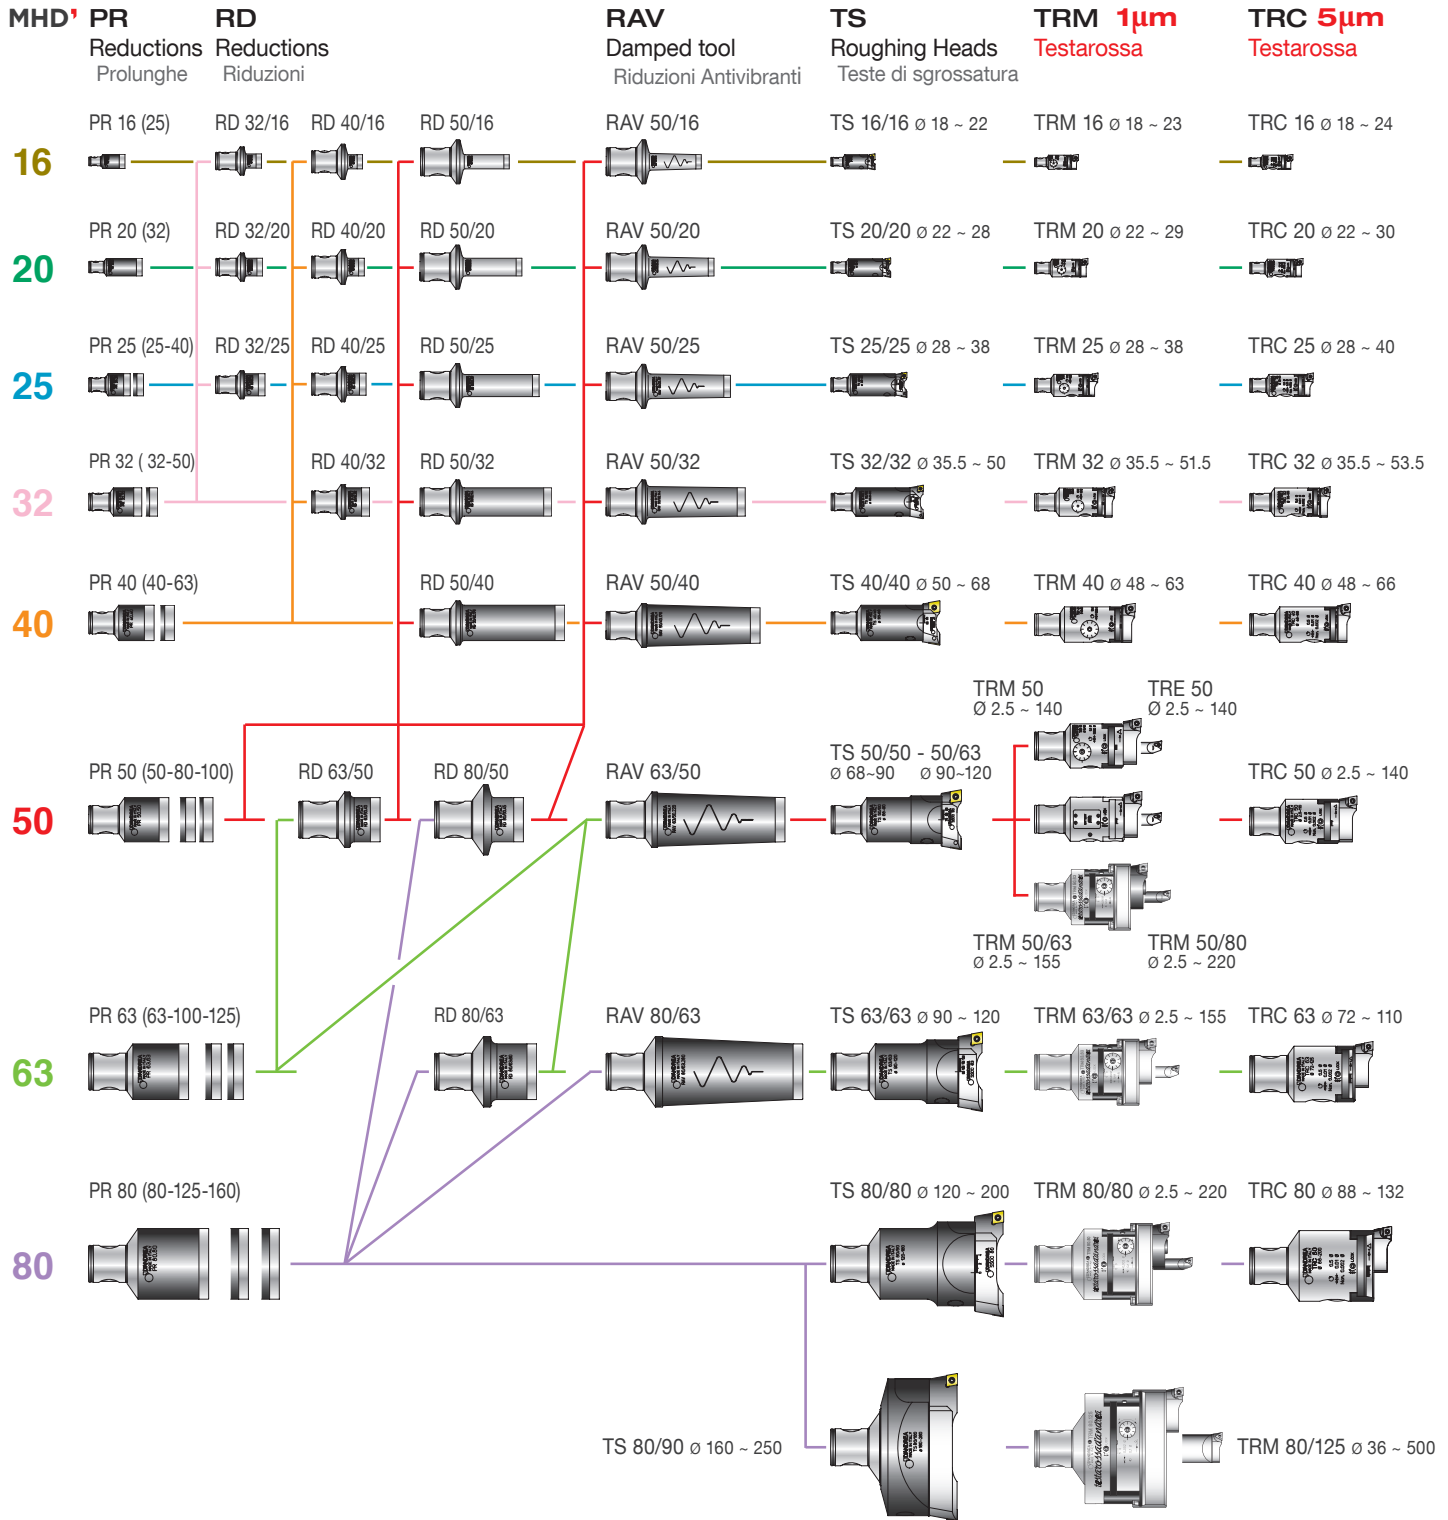 MHD' PR RD RAV TS TRM 1µm TRC 5µm
Reductions Reductions Damped tool Roughing Heads Testarossa Testarossa
Prolunghe Riduzioni Riduzioni Antivibranti Teste di sgrossatura
PR 16 (25) RD 32/16 RD 40/16 RD 50/16 RAV 50/16 TS 16/16 Ø 18 ~ 22 TRM 16 Ø 18 ~ 23 TRC 16 Ø 18 ~ 24
16
PR 20 (32) RD 32/20 RD 40/20 RD 50/20 RAV 50/20 TS 20/20 Ø 22 ~ 28 TRM 20 Ø 22 ~ 29 TRC 20 Ø 22 ~ 30
20
PR 25 (25-40) RD 32/25 RD 40/25 RD 50/25 RAV 50/25 TS 25/25 Ø 28 ~ 38 TRM 25 Ø 28 ~ 38 TRC 25 Ø 28 ~ 40
25
PR 32 ( 32-50) RD 40/32 RD 50/32 RAV 50/32 TS 32/32 Ø 35.5 ~ 50 TRM 32 Ø 35.5 ~ 51.5 TRC 32 Ø 35.5 ~ 53.5
32
PR 40 (40-63) RD 50/40 RAV 50/40 TS 40/40 Ø 50 ~ 68 TRM 40 Ø 48 ~ 63 TRC 40 Ø 48 ~ 66
40
TRM 50 TRE 50
Ø 2.5 ~ 140 Ø 2.5 ~ 140
PR 50 (50-80-100) RD 63/50 RD 80/50 RAV 63/50 TS 50/50 - 50/63 TRC 50 Ø 2.5 ~ 140
Ø 68~90 Ø 90~120
50
TRM 50/63 TRM 50/80
Ø 2.5 ~ 155 Ø 2.5 ~ 220
PR 63 (63-100-125) RD 80/63 RAV 80/63 TS 63/63 Ø 90 ~ 120 TRM 63/63 Ø 2.5 ~ 155 TRC 63 Ø 72 ~ 110
63
PR 80 (80-125-160) TS 80/80 Ø 120 ~ 200 TRM 80/80 Ø 2.5 ~ 220 TRC 80 Ø 88 ~ 132
80
TS 80/90 Ø 160 ~ 250 TRM 80/125 Ø 36 ~ 500